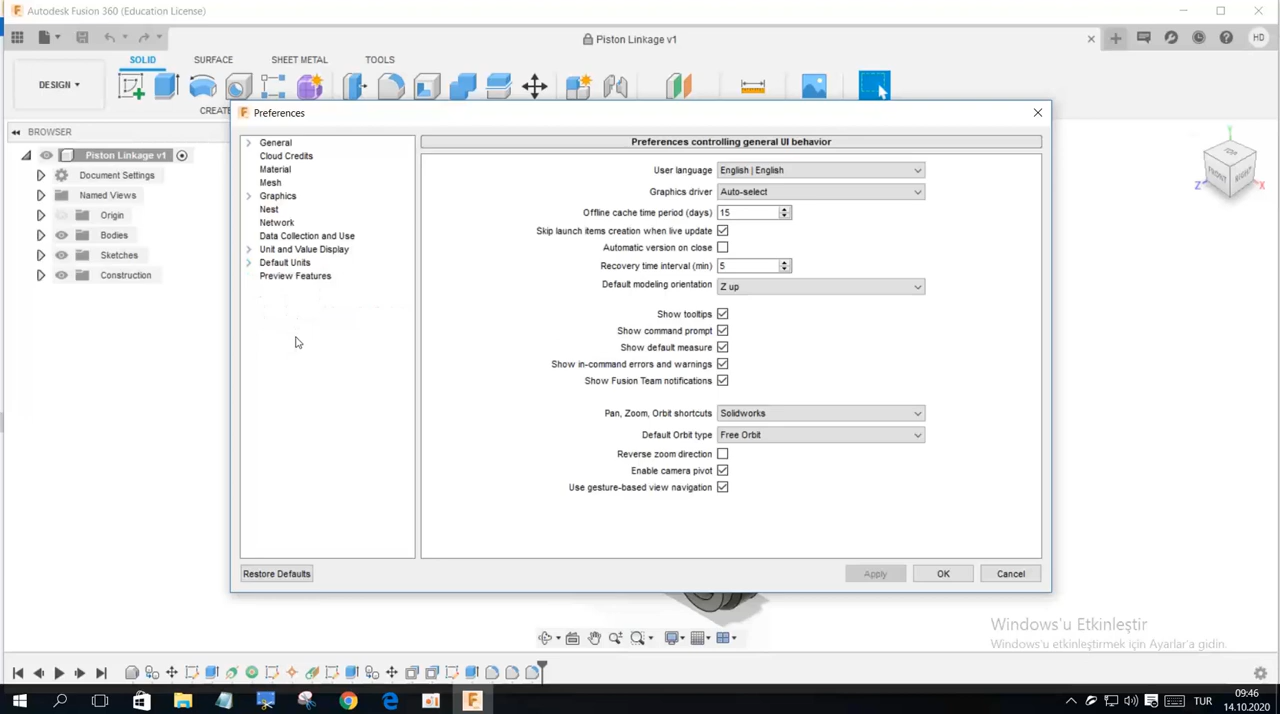 Autodesk Fusion 360 (Education License)
Piston Linkage v1
HD
SOLID SURFACE SHEET METAL TOOLS
DESIGN ▾
CREATE
BROWSER
Piston Linkage v1
Document Settings
Named Views
Origin
Bodies
Sketches
Construction
Preferences
General
Cloud Credits
Material
Mesh
Graphics
Nest
Network
Data Collection and Use
Unit and Value Display
Default Units
Preview Features
Preferences controlling general UI behavior
User language English | English
Graphics driver Auto-select
Offline cache time period (days) 15
Skip launch items creation when live update
Automatic version on close
Recovery time interval (min) 5
Default modeling orientation Z up
Show tooltips
Show command prompt
Show default measure
Show in-command errors and warnings
Show Fusion Team notifications
Pan, Zoom, Orbit shortcuts Solidworks
Default Orbit type Free Orbit
Reverse zoom direction
Enable camera pivot
Use gesture-based view navigation
Restore Defaults Apply OK Cancel
Y
TOP
FRONT RIGHT
Z X
Windows'u Etkinleştir
Windows'u etkinleştirmek için Ayarlar'a gidin.
TUR
09:46
14.10.2020